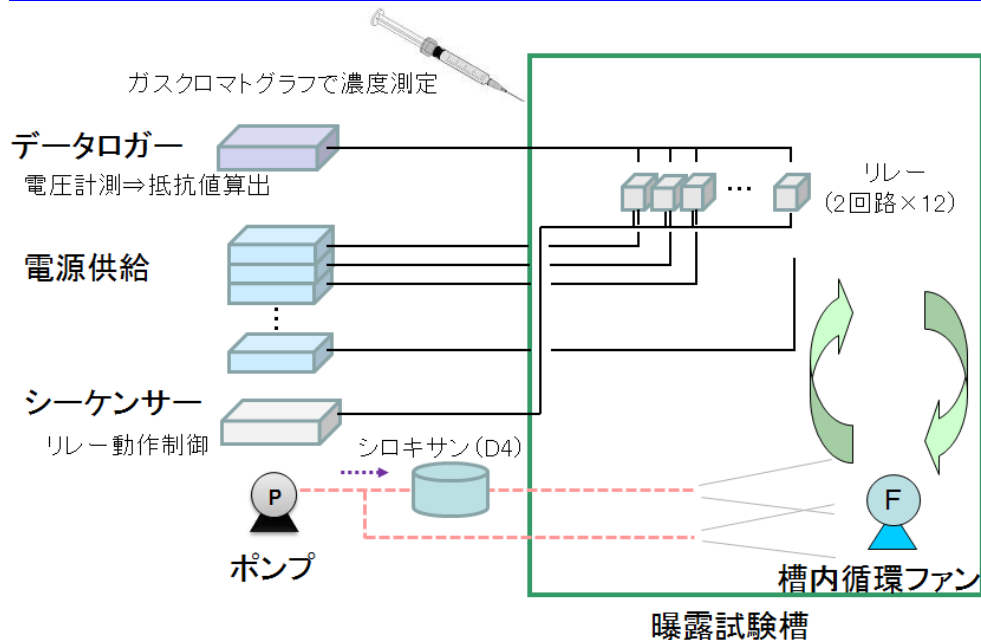 ガスクロマトグラフで濃度測定
データロガー
電圧計測⇒抵抗値算出
リレー
(2回路×12)
…
電源供給
シーケンサー
リレー動作制御
シロキサン(D4)
P
F
ポンプ
槽内循環ファン
曝露試験槽